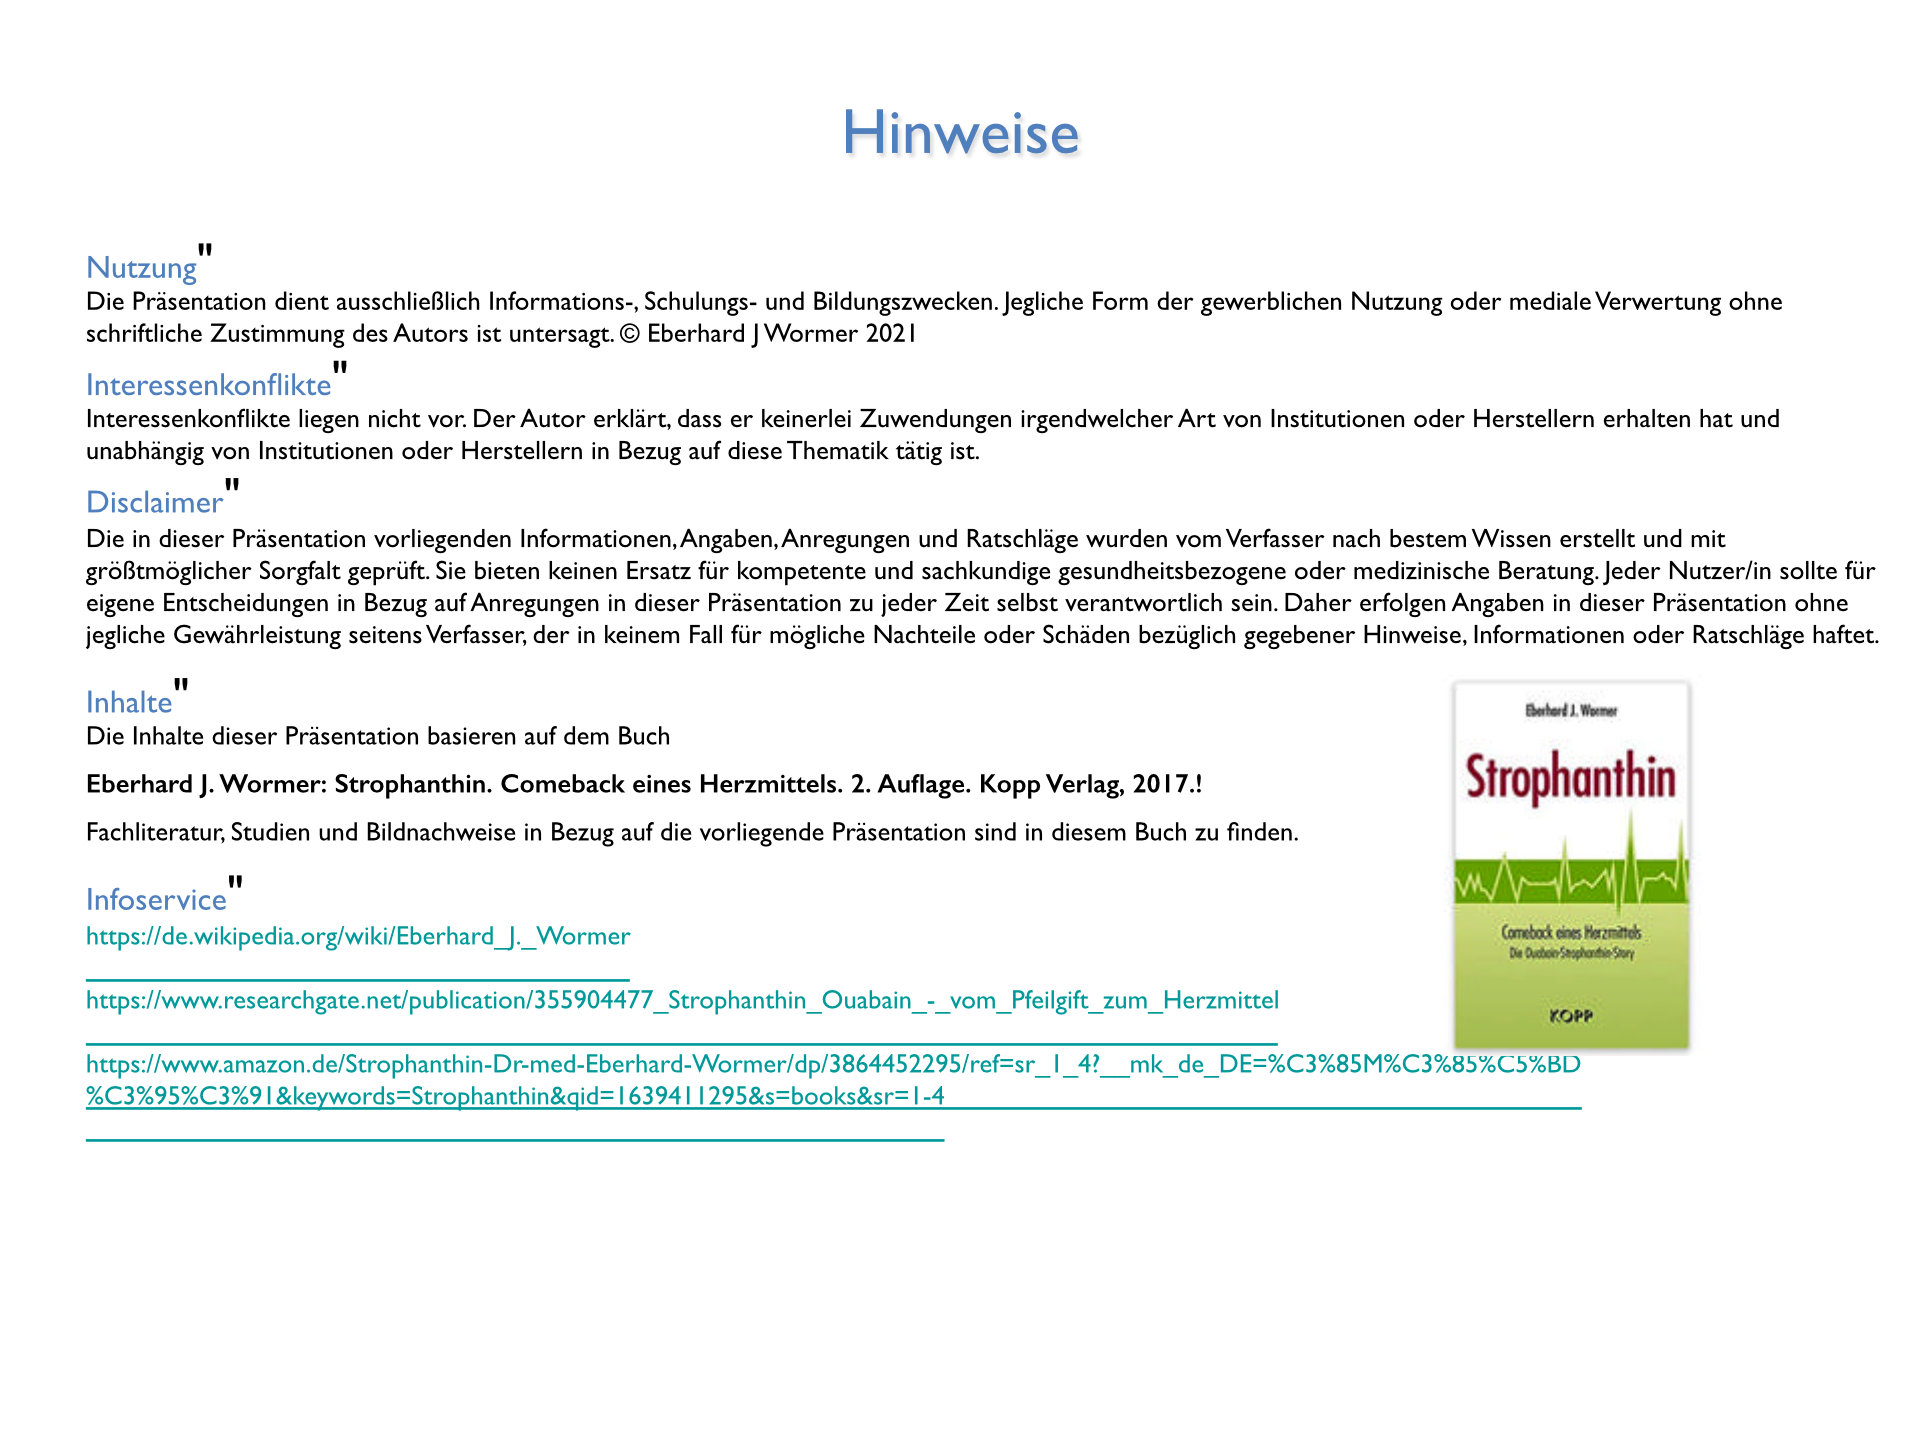 Hinweise
Nutzung"
Die Präsentation dient ausschließlich Informations-, Schulungs- und Bildungszwecken. Jegliche Form der gewerblichen Nutzung oder mediale Verwertung ohne
schriftliche Zustimmung des Autors ist untersagt. © Eberhard J Wormer 2021
Interessenkonflikte"
Interessenkonflikte liegen nicht vor. Der Autor erklärt, dass er keinerlei Zuwendungen irgendwelcher Art von Institutionen oder Herstellern erhalten hat und
unabhängig von Institutionen oder Herstellern in Bezug auf diese Thematik tätig ist.
Disclaimer"
Die in dieser Präsentation vorliegenden Informationen, Angaben, Anregungen und Ratschläge wurden vom Verfasser nach bestem Wissen erstellt und mit
größtmöglicher Sorgfalt geprüft. Sie bieten keinen Ersatz für kompetente und sachkundige gesundheitsbezogene oder medizinische Beratung. Jeder Nutzer/in sollte für
eigene Entscheidungen in Bezug auf Anregungen in dieser Präsentation zu jeder Zeit selbst verantwortlich sein. Daher erfolgen Angaben in dieser Präsentation ohne
jegliche Gewährleistung seitens Verfasser, der in keinem Fall für mögliche Nachteile oder Schäden bezüglich gegebener Hinweise, Informationen oder Ratschläge haftet.
Inhalte"
Die Inhalte dieser Präsentation basieren auf dem Buch
Eberhard J. Wormer: Strophanthin. Comeback eines Herzmittels. 2. Auflage. Kopp Verlag, 2017.!
Fachliteratur, Studien und Bildnachweise in Bezug auf die vorliegende Präsentation sind in diesem Buch zu finden.
Eberhard J. Wormer
Strophanthin
Comeback eines Herzmittels
Die Ouabain-Strophanthin-Story
KOPP
Infoservice"
https://de.wikipedia.org/wiki/Eberhard_J._Wormer
https://www.researchgate.net/publication/355904477_Strophanthin_Ouabain_-_vom_Pfeilgift_zum_Herzmittel
https://www.amazon.de/Strophanthin-Dr-med-Eberhard-Wormer/dp/3864452295/ref=sr_1_4?__mk_de_DE=%C3%85M%C3%85%C5%BD
%C3%95%C3%91&keywords=Strophanthin&qid=1639411295&s=books&sr=1-4